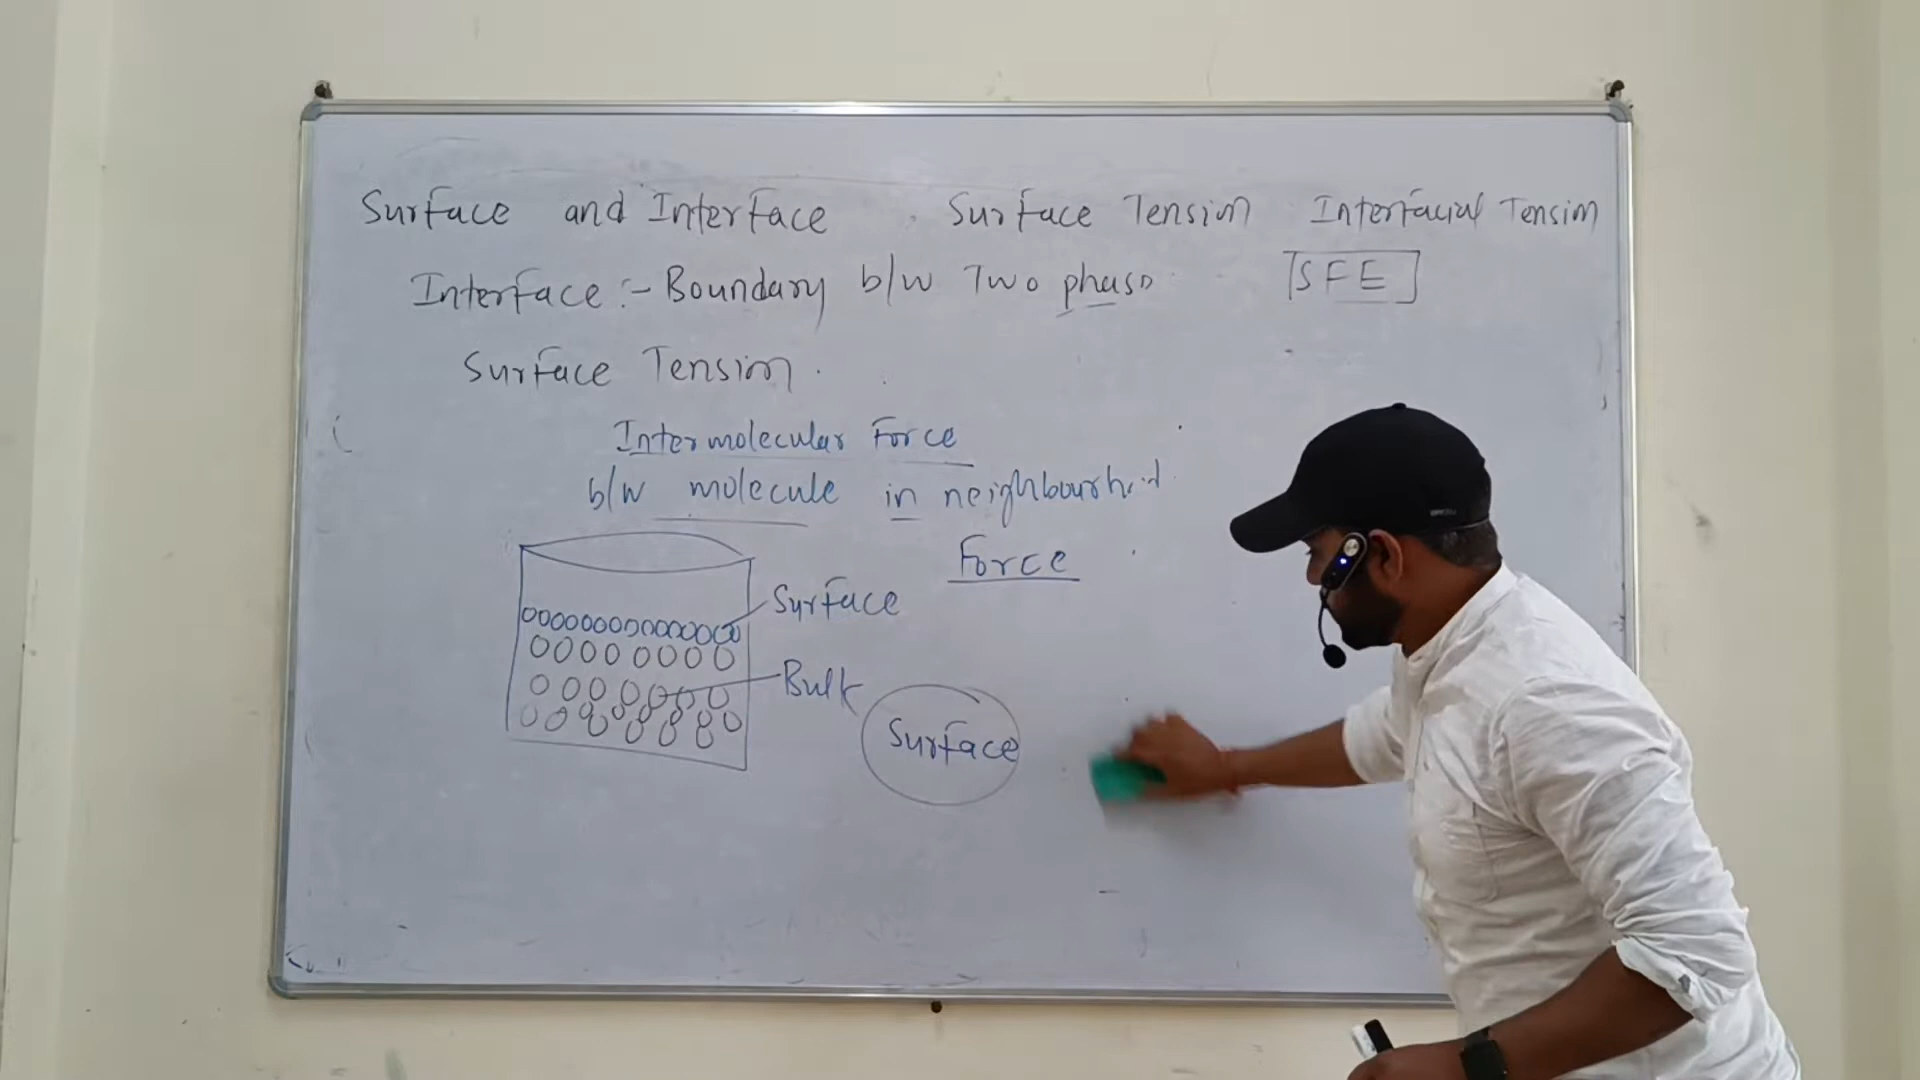 Surface and Interface Surface Tension Interfacial Tension
Interface :- Boundary b/w Two phase
[SFE]
Surface Tension.
Intermolecular Force
b/w molecule in neighbourhood
Force
Surface
Bulk
Surface